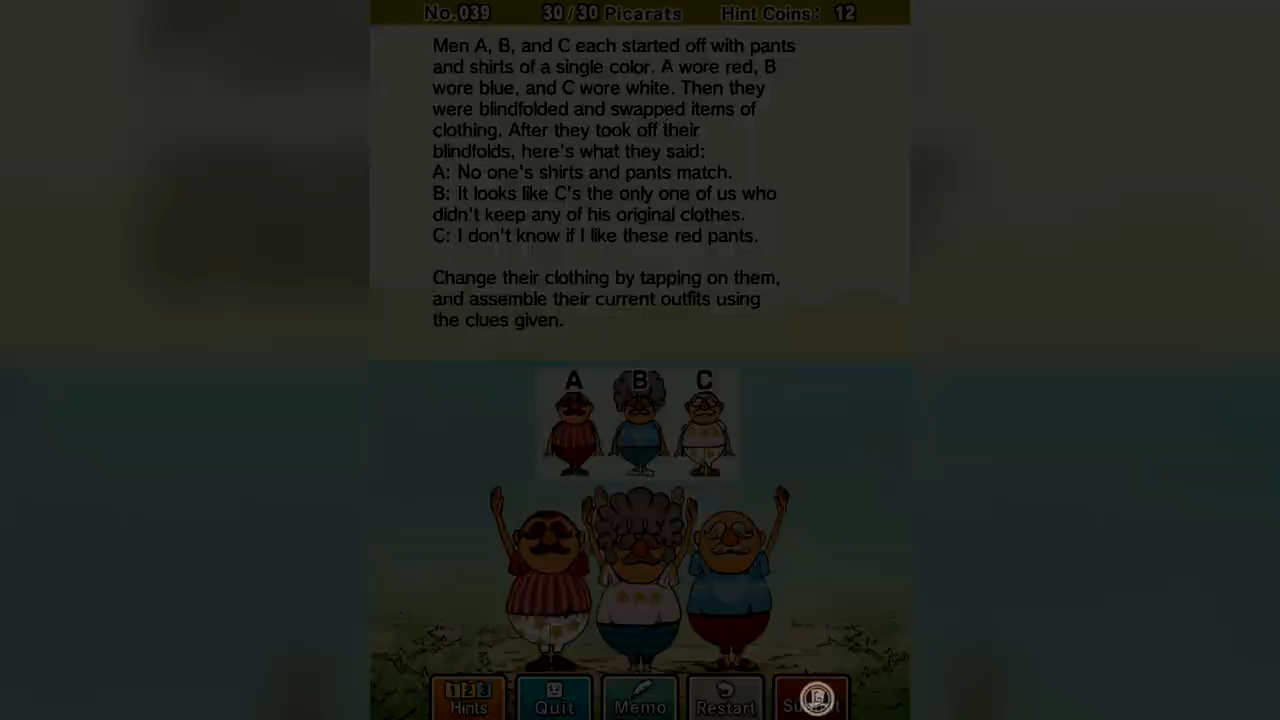 No.039 30/30 Picarats Hint Coins: 12
Men A, B, and C each started off with pants
and shirts of a single color. A wore red, B
wore blue, and C wore white. Then they
were blindfolded and swapped items of
clothing. After they took off their
blindfolds, here's what they said:
A: No one's shirts and pants match.
B: It looks like C's the only one of us who
didn't keep any of his original clothes.
C: I don't know if I like these red pants.
Change their clothing by tapping on them,
and assemble their current outfits using
the clues given.
A B C
123
Hints Quit Memo Restart